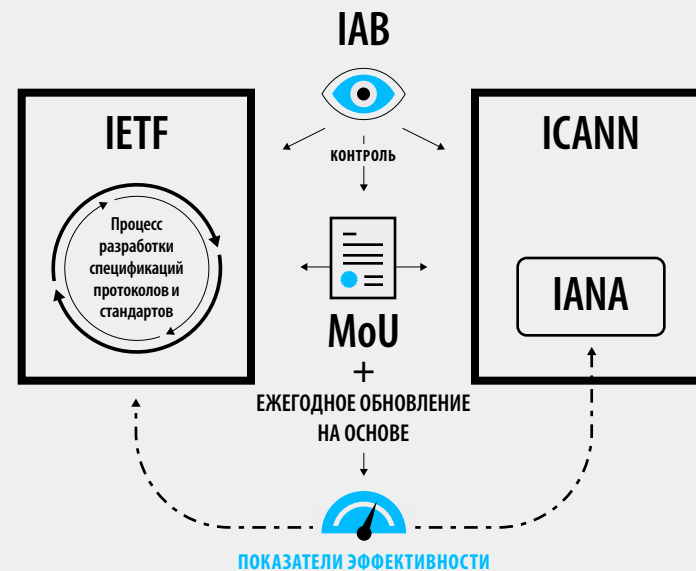 IAB
IETF
ICANN
КОНТРОЛЬ
Процесс
разработки
спецификаций
протоколов и
стандартов
IANA
MoU
+
ЕЖЕГОДНОЕ ОБНОВЛЕНИЕ
НА ОСНОВЕ
ПОКАЗАТЕЛИ ЭФФЕКТИВНОСТИ